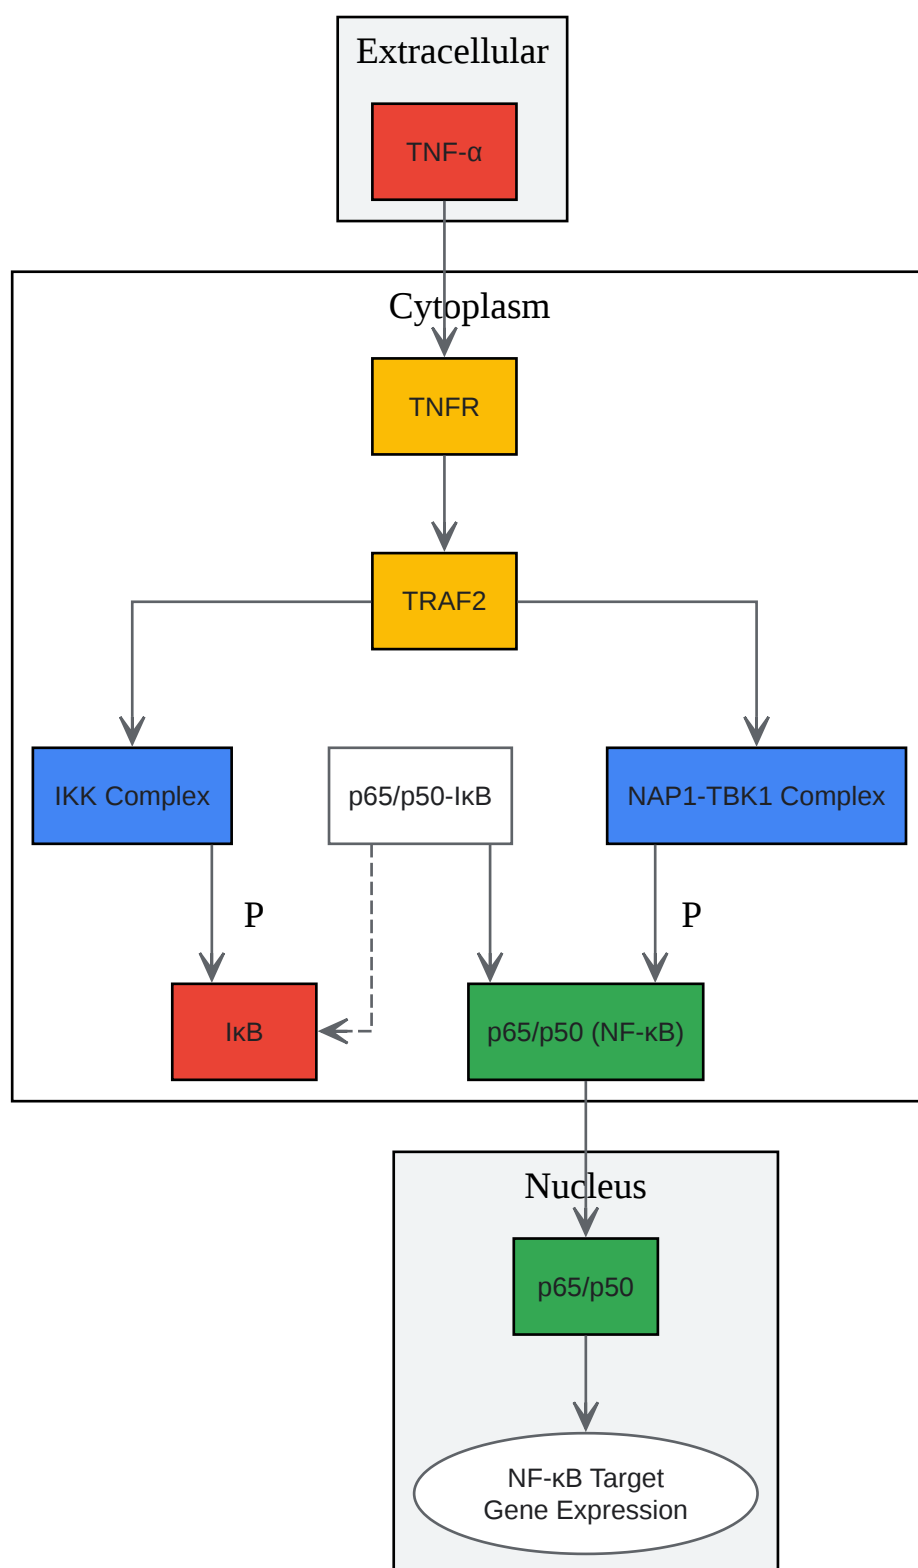 Extracellular
TNF-α
Cytoplasm
TNFR
TRAF2
IKK Complex
p65/p50-IκB
NAP1-TBK1 Complex
P
P
IκB
p65/p50 (NF-κB)
Nucleus
p65/p50
NF-κB Target
Gene Expression